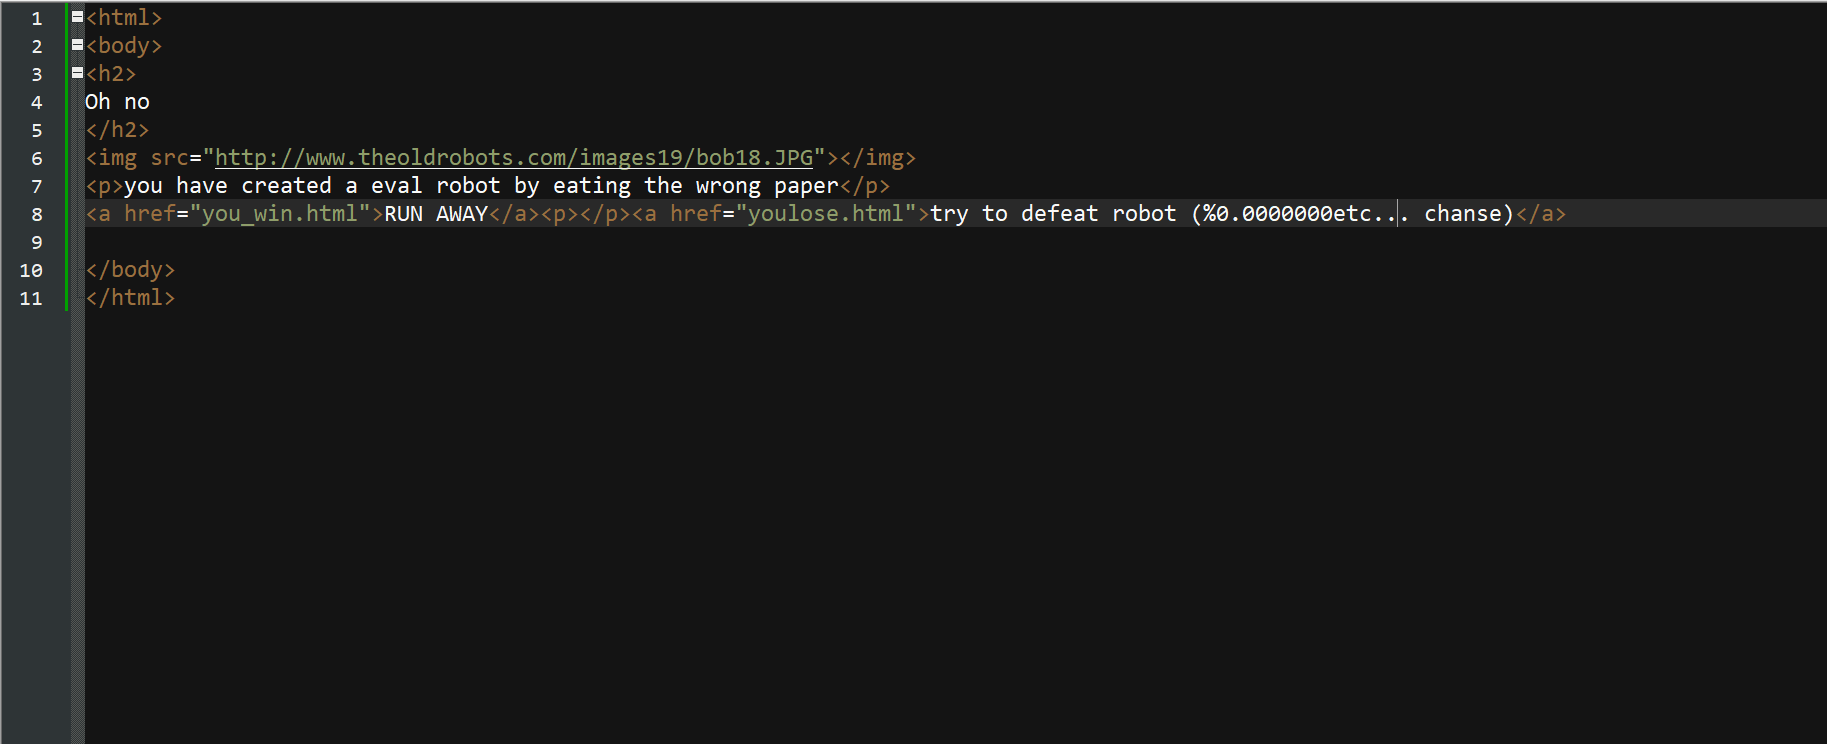 1 <html>
2 <body>
3 <h2>
4 Oh no
5 </h2>
6 <img src="http://www.theoldrobots.com/images19/bob18.JPG"></img>
7 <p>you have created a eval robot by eating the wrong paper</p>
8 <a href="you_win.html">RUN AWAY</a><p></p><a href="youlose.html">try to defeat robot (%0.0000000etc... chanse)</a>
9
10 </body>
11 </html>